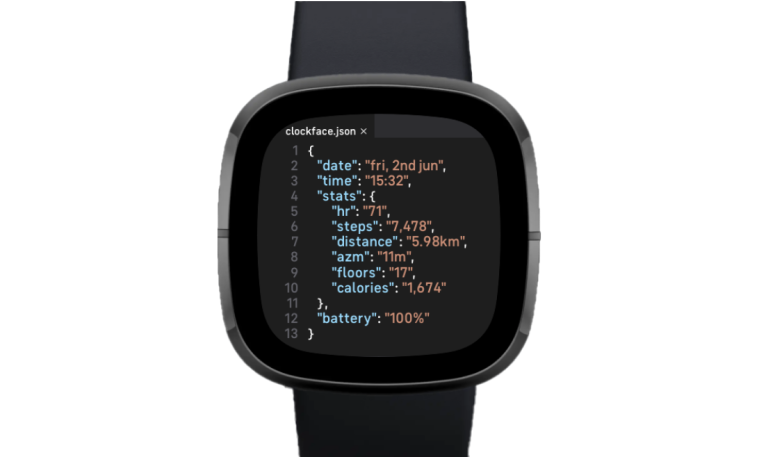 clockface.json ×
1 {
2 "date": "fri, 2nd jun",
3 "time": "15:32",
4 "stats": {
5 "hr": "71",
6 "steps": "7,478",
7 "distance": "5.98km",
8 "azm": "11m",
9 "floors": "17",
10 "calories": "1,674"
11 },
12 "battery": "100%"
13 }